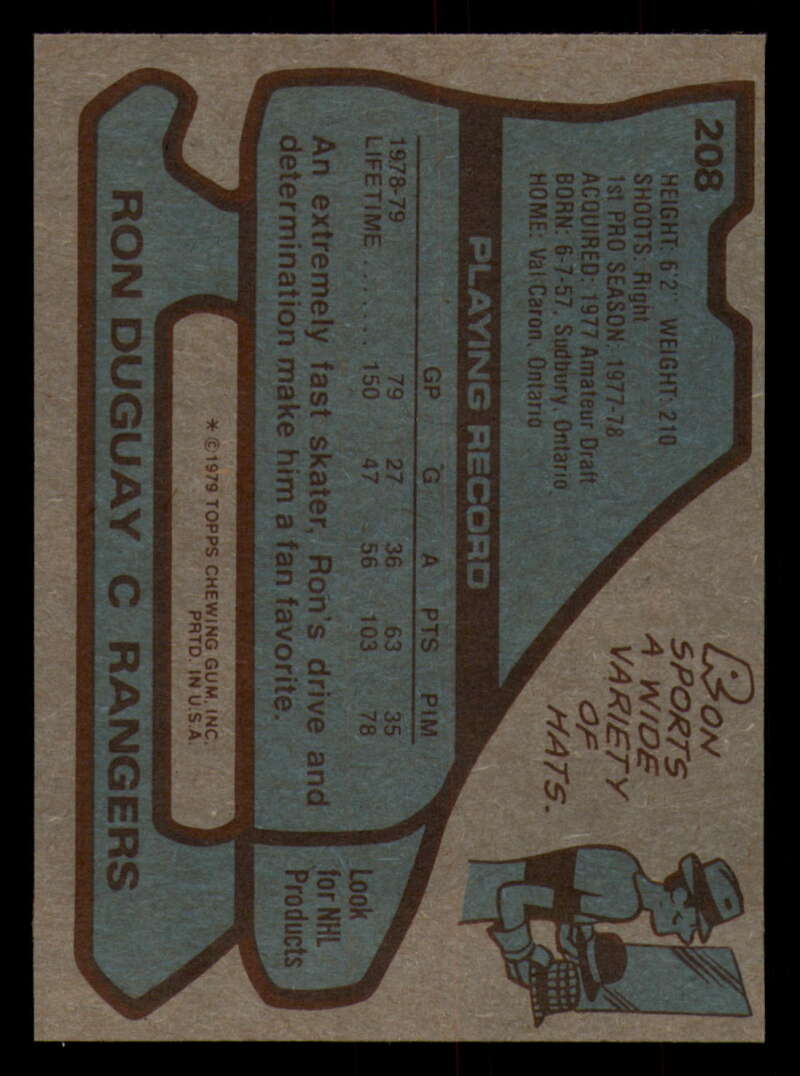 208
HEIGHT: 6'2" WEIGHT: 210
SHOOTS: Right
1st PRO SEASON: 1977-78
ACQUIRED: 1977 Amateur Draft
BORN: 6-7-57, Sudbury, Ontario
HOME: Val Caron, Ontario
RON
SPORTS
A WIDE
VARIETY
OF
HATS.
PLAYING RECORD
GP G A PTS PIM
1978-79 79 27 36 63 35
LIFETIME ....... 150 47 56 103 78
An extremely fast skater, Ron's drive and
determination make him a fan favorite.
Look
for NHL
Products
* ©1979 TOPPS CHEWING GUM, INC.
PRTD. IN U.S.A.
RON DUGUAY C RANGERS